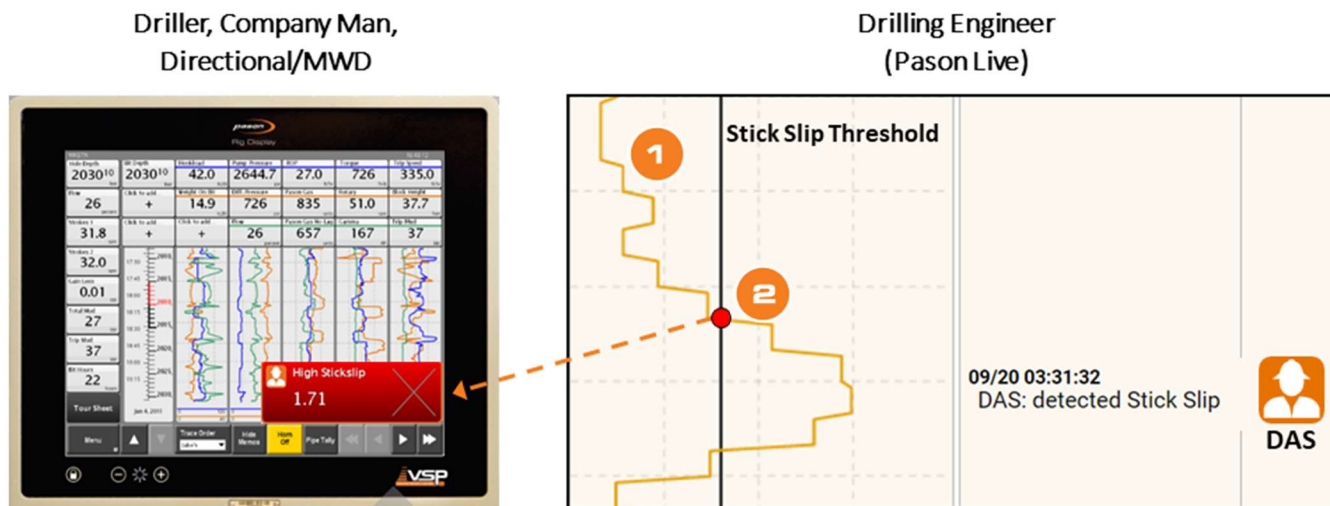 Driller, Company Man,
Directional/MWD
Drilling Engineer
(Pason Live)
pason
Rig Display
Hole Depth Bit Depth Hookload Pump Pressure ROP Torque Trip Speed
2030¹⁰ 2030¹⁰ 42.0 2644.7 27.0 726 335.0
Flow Click to add Weight On Bit Diff. Pressure Pason Gas Rotary Block Height
26 + 14.9 726 835 51.0 37.7
Strokes 1 Click to add Click to add... Flow Pason Gas No Lag Gamma Trip Mud
31.8 + + 26 657 167 37
Strokes 2
32.0
Gain Loss
0.01
Total Mud
27
Trip Mud
37
Bit Hours
22
Tour Sheet
Jan 4, 2011
High Stickslip
1.71
Menu
Trace Order
Hide
Memos
Horn
Off
Pipe Tally
VSP
Stick Slip Threshold
1
2
09/20 03:31:32
DAS: detected Stick Slip
DAS